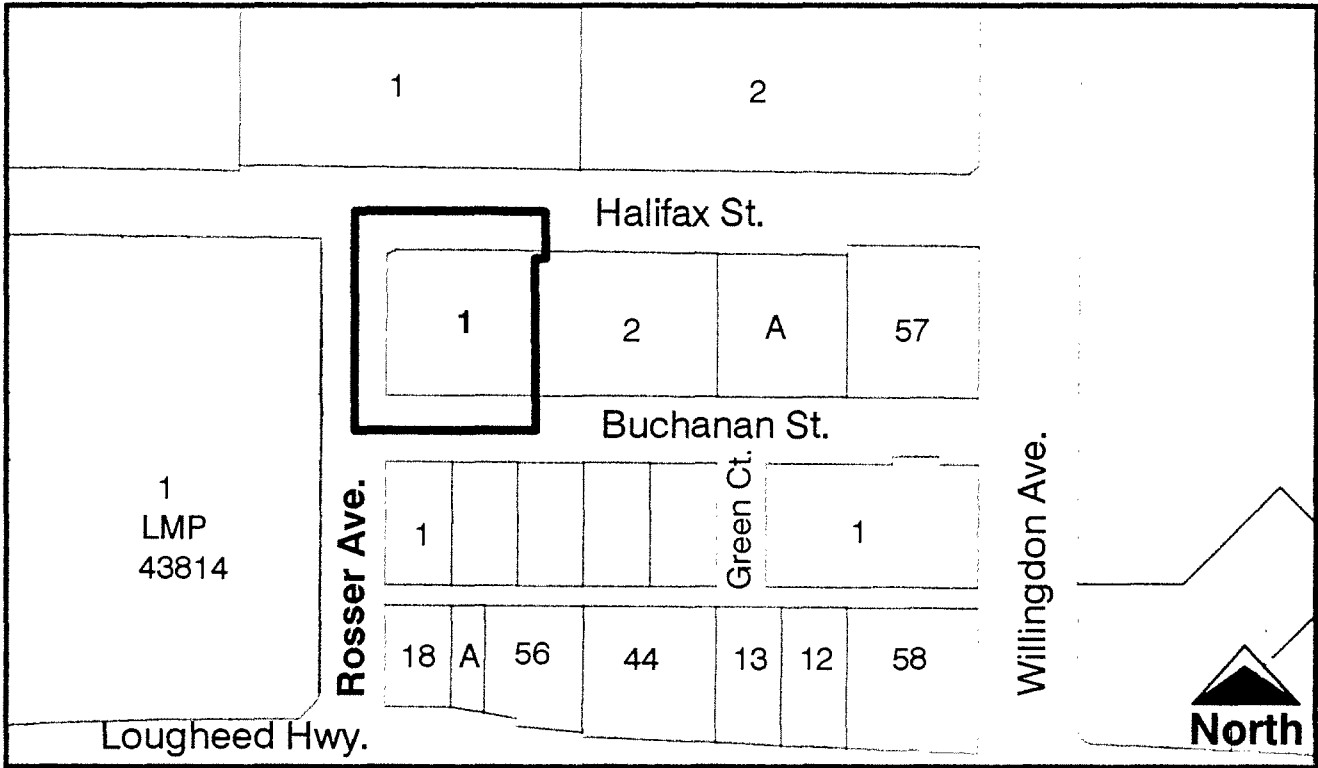 1
2
Halifax St.
1
2
A
57
Buchanan St.
1
LMP
43814
Rosser Ave.
1
Green Ct.
1
Willingdon Ave.
18
A
56
44
13
12
58
Lougheed Hwy.
North